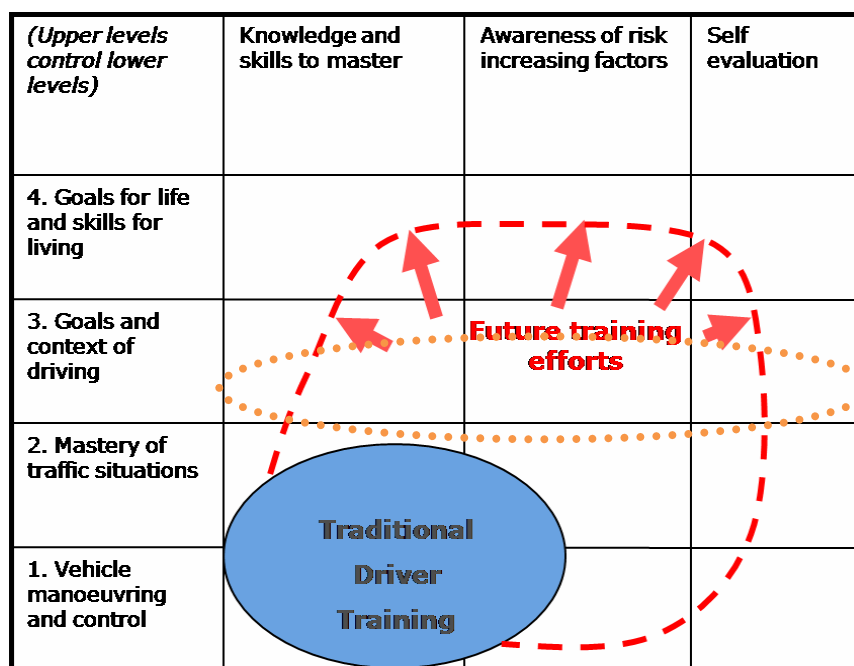 (Upper levels
control lower
levels)
Knowledge and
skills to master
Awareness of risk
increasing factors
Self
evaluation
4. Goals for life
and skills for
living
3. Goals and
context of
driving
Future training
efforts
2. Mastery of
traffic situations
Traditional
Driver
Training
1. Vehicle
manoeuvring
and control